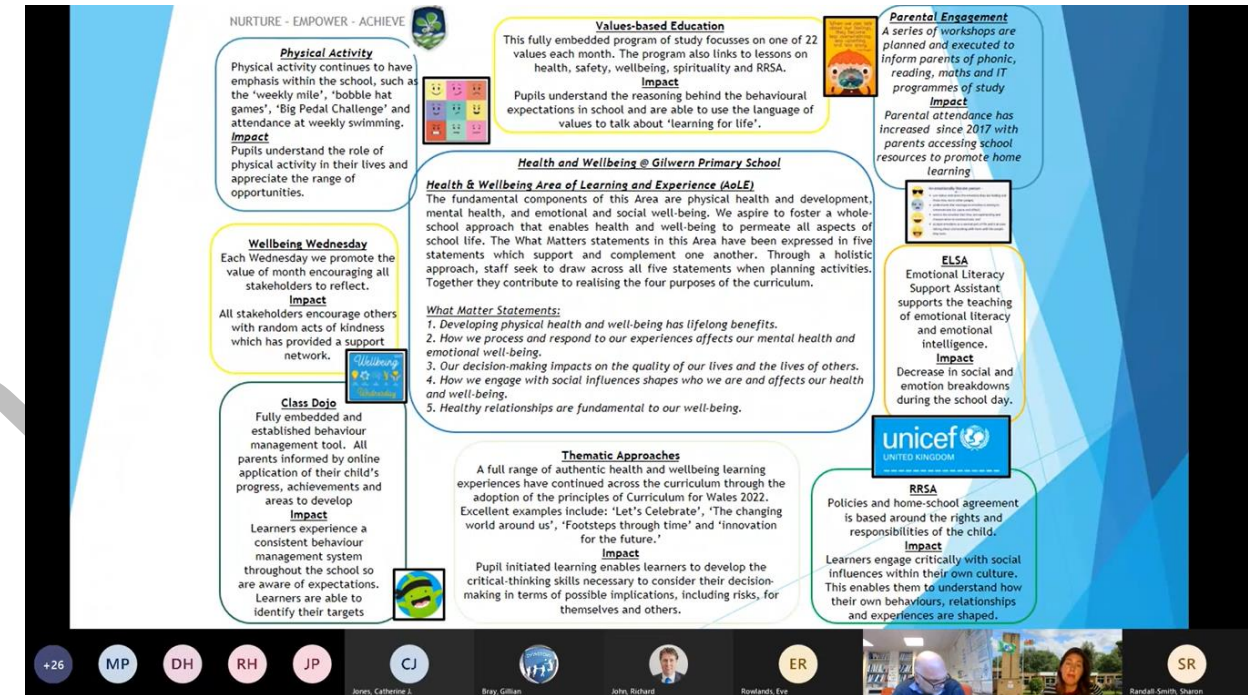 NURTURE - EMPOWER - ACHIEVE
Physical Activity
Physical activity continues to have
emphasis within the school, such as
the ‘weekly mile’, ‘bobble hat
games’, ‘Big Pedal Challenge’ and
attendance at weekly swimming.
Impact
Pupils understand the role of
physical activity in their lives and
appreciate the range of
opportunities.
Values-based Education
This fully embedded program of study focusses on one of 22
values each month. The program also links to lessons on
health, safety, wellbeing, spirituality and RRSA.
Impact
Pupils understand the reasoning behind the behavioural
expectations in school and are able to use the language of
values to talk about ‘learning for life’.
Parental Engagement
A series of workshops are
planned and executed to
inform parents of phonic,
reading, maths and IT
programmes of study
Impact
Parental attendance has
increased since 2017 with
parents accessing school
resources to promote home
learning
Health and Wellbeing @ Gilwern Primary School
Health & Wellbeing Area of Learning and Experience (AoLE)
The fundamental components of this Area are physical health and development,
mental health, and emotional and social well-being. We aspire to foster a whole-
school approach that enables health and well-being to permeate all aspects of
school life. The What Matters statements in this Area have been expressed in five
statements which support and complement one another. Through a holistic
approach, staff seek to draw across all five statements when planning activities.
Together they contribute to realising the four purposes of the curriculum.
What Matter Statements:
1. Developing physical health and well-being has lifelong benefits.
2. How we process and respond to our experiences affects our mental health and
emotional well-being.
3. Our decision-making impacts on the quality of our lives and the lives of others.
4. How we engage with social influences shapes who we are and affects our health
and well-being.
5. Healthy relationships are fundamental to our well-being.
Wellbeing Wednesday
Each Wednesday we promote the
value of month encouraging all
stakeholders to reflect.
Impact
All stakeholders encourage others
with random acts of kindness
which has provided a support
network.
Wellbeing
Wednesday
ELSA
Emotional Literacy
Support Assistant
supports the teaching
of emotional literacy
and emotional
intelligence.
Impact
Decrease in social and
emotion breakdowns
during the school day.
Class Dojo
Fully embedded and
established behaviour
management tool. All
parents informed by online
application of their child’s
progress, achievements and
areas to develop
Impact
Learners experience a
consistent behaviour
management system
throughout the school so
are aware of expectations.
Learners are able to
identify their targets
Thematic Approaches
A full range of authentic health and wellbeing learning
experiences have continued across the curriculum through the
adoption of the principles of Curriculum for Wales 2022.
Excellent examples include: ‘Let’s Celebrate’, ‘The changing
world around us’, ‘Footsteps through time’ and ‘innovation
for the future.’
Impact
Pupil initiated learning enables learners to develop the
critical-thinking skills necessary to consider their decision-
making in terms of possible implications, including risks, for
themselves and others.
unicef
UNITED KINGDOM
RRSA
Policies and home-school agreement
is based around the rights and
responsibilities of the child.
Impact
Learners engage critically with social
influences within their own culture.
This enables them to understand how
their own behaviours, relationships
and experiences are shaped.
+26
MP
DH
RH
JP
CJ
ER
SR
Jones, Catherine J.
Bray, Gillian
John, Richard
Rowlands, Eve
Randall-Smith, Sharon